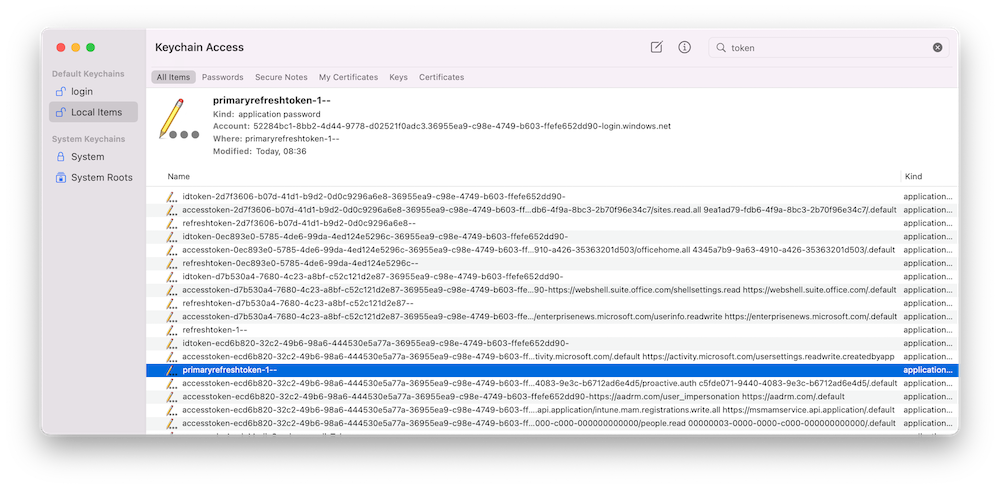 Keychain Access
token
Default Keychains
login
Local Items
System Keychains
System
System Roots
All Items Passwords Secure Notes My Certificates Keys Certificates
primaryrefreshtoken-1--
Kind: application password
Account: 52284bc1-8bb2-4d44-9778-d02521f0adc3.36955ea9-c98e-4749-b603-ffefe652dd90-login.windows.net
Where: primaryrefreshtoken-1--
Modified: Today, 08:36
Name Kind
idtoken-2d7f3606-b07d-41d1-b9d2-0d0c9296a6e8-36955ea9-c98e-4749-b603-ffefe652dd90- application...
accesstoken-2d7f3606-b07d-41d1-b9d2-0d0c9296a6e8-36955ea9-c98e-4749-b603-ff...db6-4f9a-8bc3-2b70f96e34c7/sites.read.all 9ea1ad79-fdb6-4f9a-8bc3-2b70f96e34c7/.default application...
refreshtoken-2d7f3606-b07d-41d1-b9d2-0d0c9296a6e8-- application...
idtoken-0ec893e0-5785-4de6-99da-4ed124e5296c-36955ea9-c98e-4749-b603-ffefe652dd90- application...
accesstoken-0ec893e0-5785-4de6-99da-4ed124e5296c-36955ea9-c98e-4749-b603-ff...910-a426-35363201d503/officehome.all 4345a7b9-9a63-4910-a426-35363201d503/.default application...
refreshtoken-0ec893e0-5785-4de6-99da-4ed124e5296c-- application...
idtoken-d7b530a4-7680-4c23-a8bf-c52c121d2e87-36955ea9-c98e-4749-b603-ffefe652dd90- application...
accesstoken-d7b530a4-7680-4c23-a8bf-c52c121d2e87-36955ea9-c98e-4749-b603-ffe...90-https://webshell.suite.office.com/shellsettings.read https://webshell.suite.office.com/.default application...
refreshtoken-d7b530a4-7680-4c23-a8bf-c52c121d2e87-- application...
accesstoken-d7b530a4-7680-4c23-a8bf-c52c121d2e87-36955ea9-c98e-4749-b603-ffe.../enterprisenews.microsoft.com/userinfo.readwrite https://enterprisenews.microsoft.com/.default application...
refreshtoken-1-- application...
idtoken-ecd6b820-32c2-49b6-98a6-444530e5a77a-36955ea9-c98e-4749-b603-ffefe652dd90- application...
accesstoken-ecd6b820-32c2-49b6-98a6-444530e5a77a-36955ea9-c98e-4749-b603-ff...tivity.microsoft.com/.default https://activity.microsoft.com/usersettings.readwrite.createdbyapp application...
primaryrefreshtoken-1-- application...
accesstoken-ecd6b820-32c2-49b6-98a6-444530e5a77a-36955ea9-c98e-4749-b603-ff...4083-9e3c-b6712ad6e4d5/proactive.auth c5fde071-9440-4083-9e3c-b6712ad6e4d5/.default application...
accesstoken-ecd6b820-32c2-49b6-98a6-444530e5a77a-36955ea9-c98e-4749-b603-ffefe652dd90-https://aadrm.com/user_impersonation https://aadrm.com/.default application...
accesstoken-ecd6b820-32c2-49b6-98a6-444530e5a77a-36955ea9-c98e-4749-b603-ff....api.application/intune.mam.registrations.write.all https://msmamservice.api.application/.default application...
accesstoken-ecd6b820-32c2-49b6-98a6-444530e5a77a-36955ea9-c98e-4749-b603-ff...000-c000-000000000000/people.read 00000003-0000-0000-c000-000000000000/.default application...